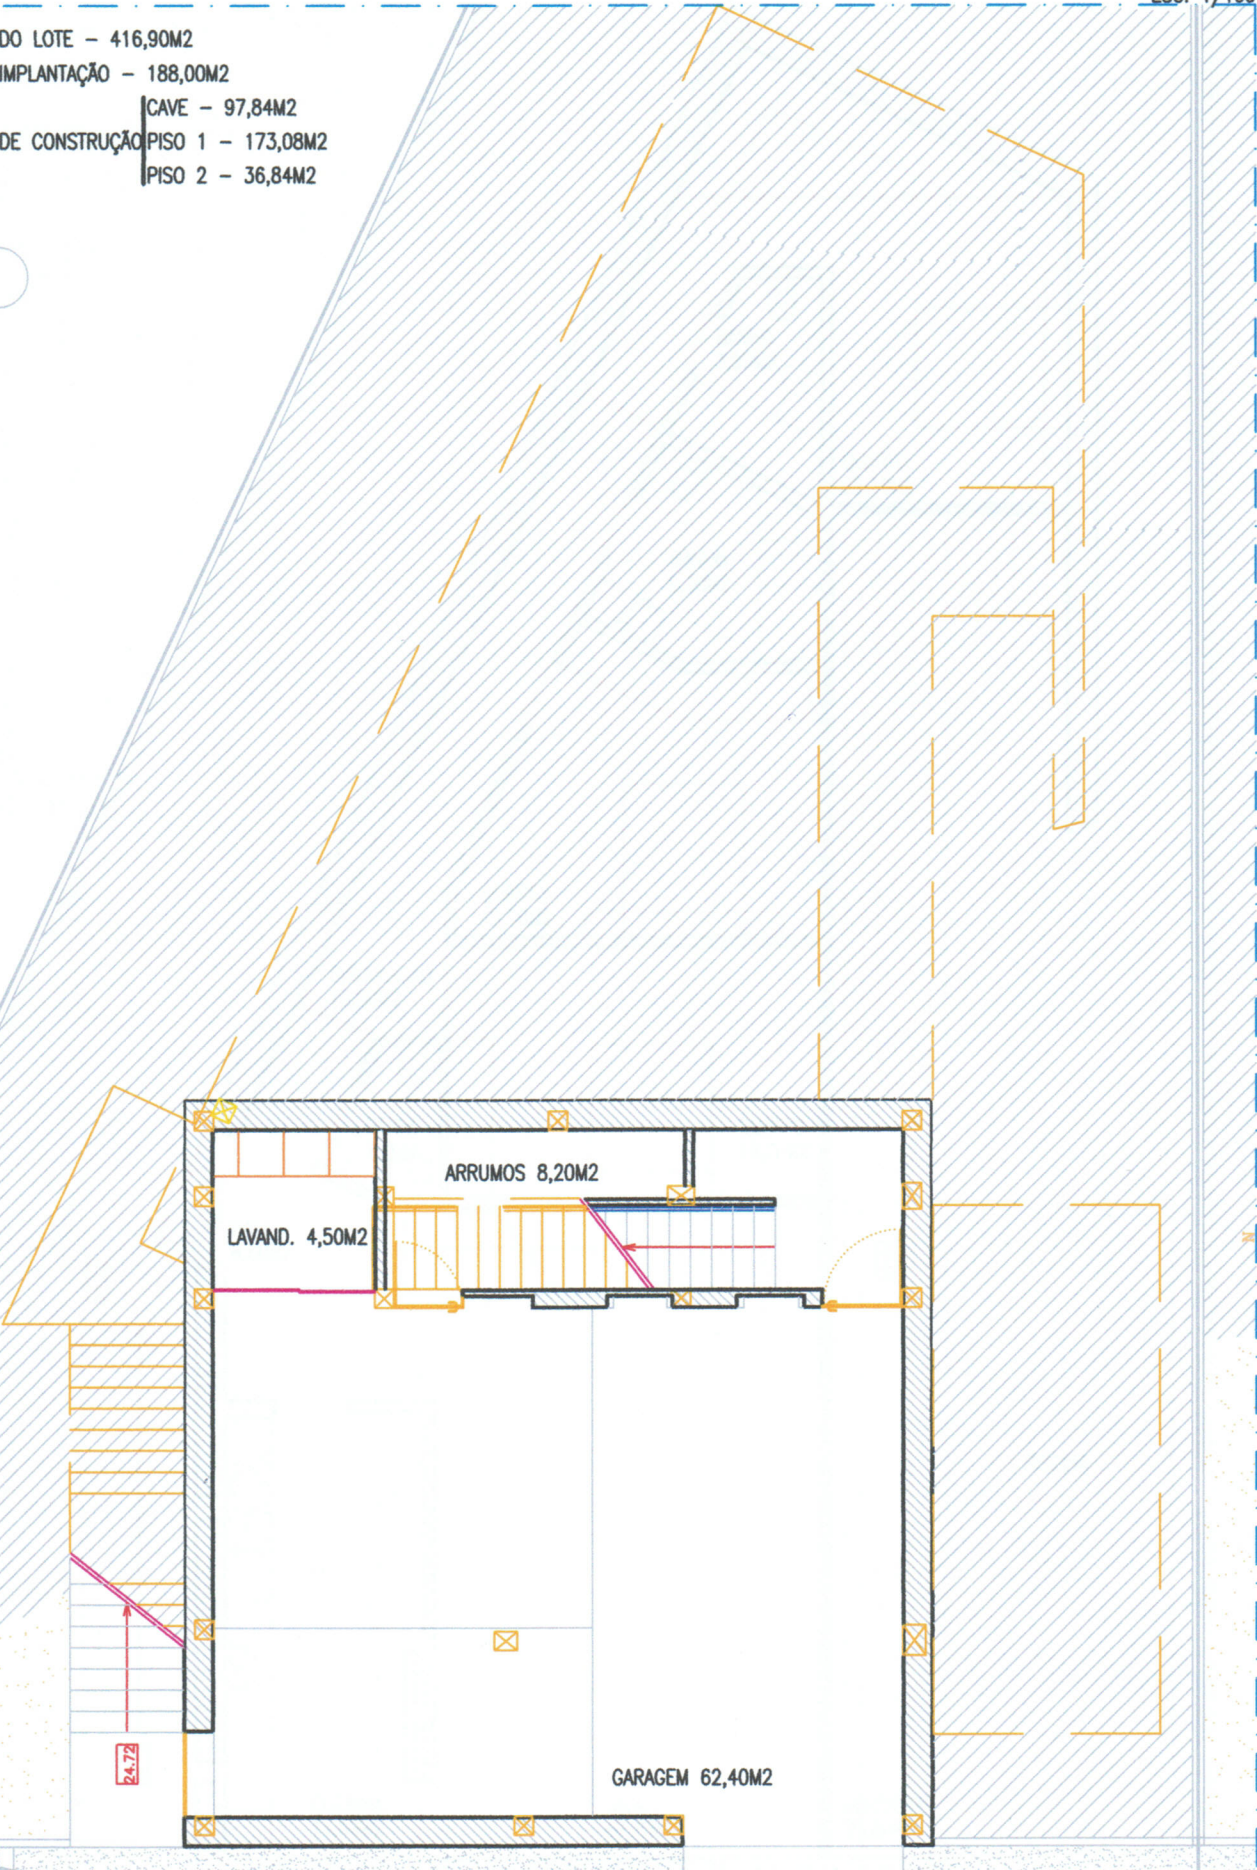 DO LOTE - 416,90M2
IMPLANTAÇÃO - 188,00M2
CAVE - 97,84M2
DE CONSTRUÇÃO PISO 1 - 173,08M2
PISO 2 - 36,84M2
ARRUMOS 8,20M2
LAVAND. 4,50M2
N
24.72
GARAGEM 62,40M2